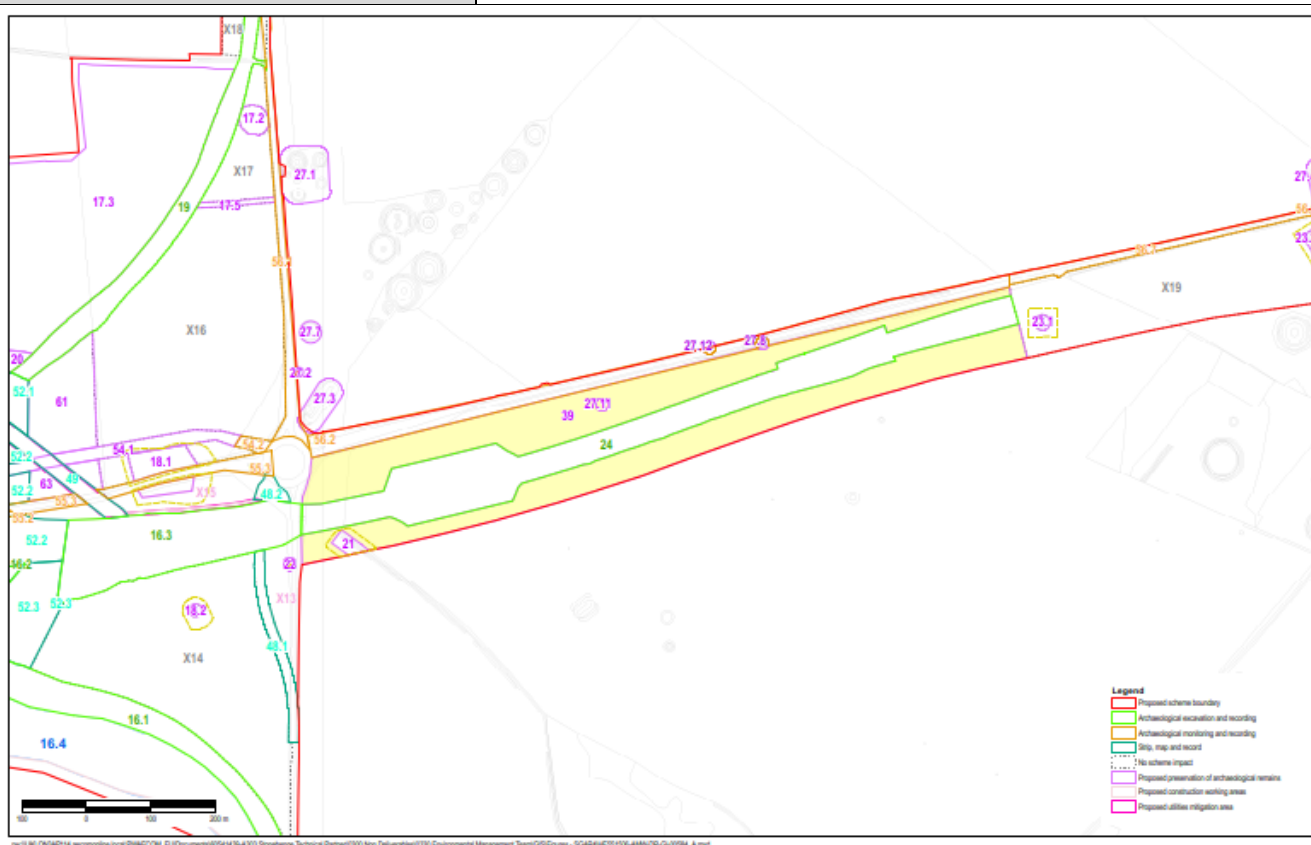 X18
17.2
X17
27.1
17.3
19
17.5
56.1
X16
27.7
20
27.2
52.1
61
27.3
27.12
27.8
56.1
X19
23.1
39
27.11
24
54.1
54.2
56.2
18.1
52.2
49
55.3
52.2
63
X15
48.2
55.2
16.3
52.2
21
16.2
22
52.3
52.3
18.2
X13
X14
48.1
16.1
16.4
Legend
Proposed scheme boundary
Archaeological excavation and recording
Archaeological monitoring and recording
Strip, map and record
No scheme impact
Proposed preservation of archaeological remains
Proposed construction working areas
Proposed utilities mitigation area
100 0 100 200 m